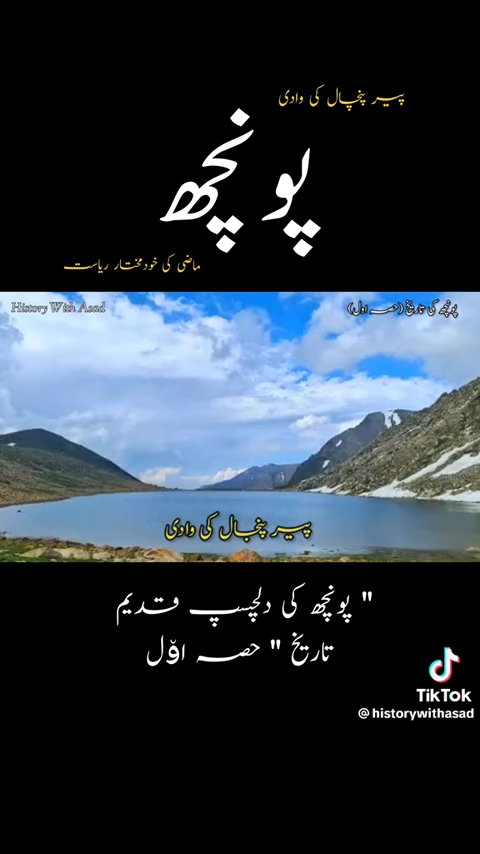 پیر پنچال کی وادی
پونچھ
ماضی کی خودمختار ریاست
History With Asad
پونچھ کی تاریخ (حصہ اول)
پیر پنجال کی وادی
" پونچھ کی دلچسپ قدیم
تاریخ " حصہ اوّل
TikTok
@historywithasad